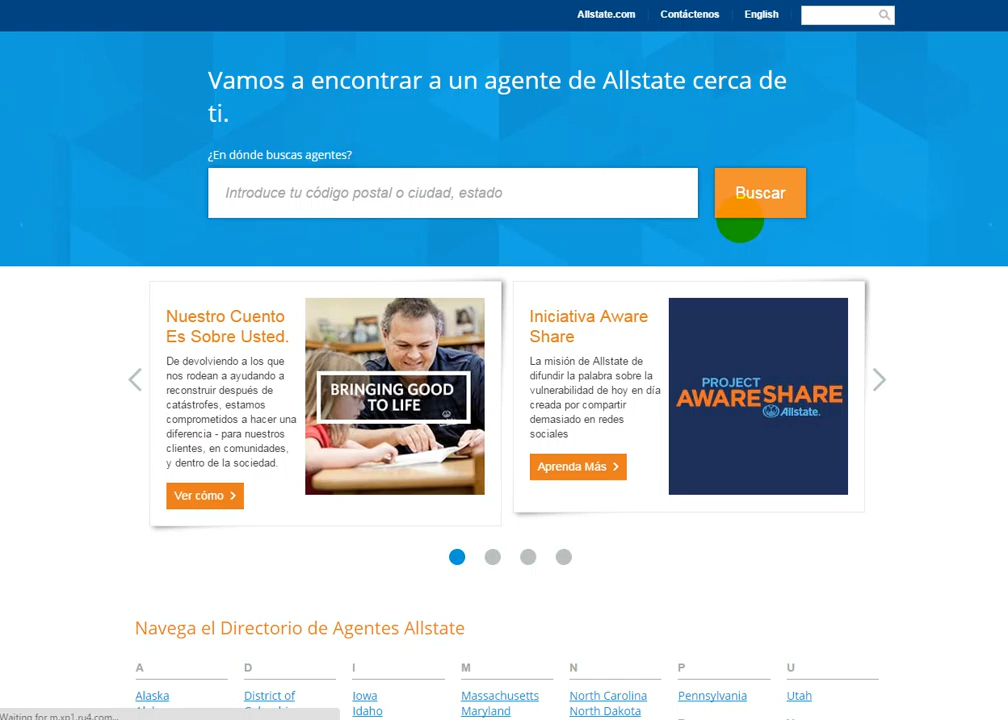 Allstate.com
Contáctenos
English
Vamos a encontrar a un agente de Allstate cerca de
ti.
¿En dónde buscas agentes?
Introduce tu código postal o ciudad, estado
Buscar
Nuestro Cuento
Es Sobre Usted.
De devolviendo a los que
nos rodean a ayudando a
reconstruir después de
catástrofes, estamos
comprometidos a hacer una
diferencia - para nuestros
clientes, en comunidades,
y dentro de la sociedad.
Ver cómo
BRINGING GOOD
TO LIFE
Iniciativa Aware
Share
La misión de Allstate de
difundir la palabra sobre la
vulnerabilidad de hoy en día
creada por compartir
demasiado en redes
sociales
Aprenda Más
PROJECT
AWARESHARE
Allstate.
Navega el Directorio de Agentes Allstate
A
D
I
M
N
P
U
Alaska
District of
Iowa
Massachusetts
North Carolina
Pennsylvania
Utah
Idaho
Maryland
North Dakota
Waiting for m.xp1.ru4.com...